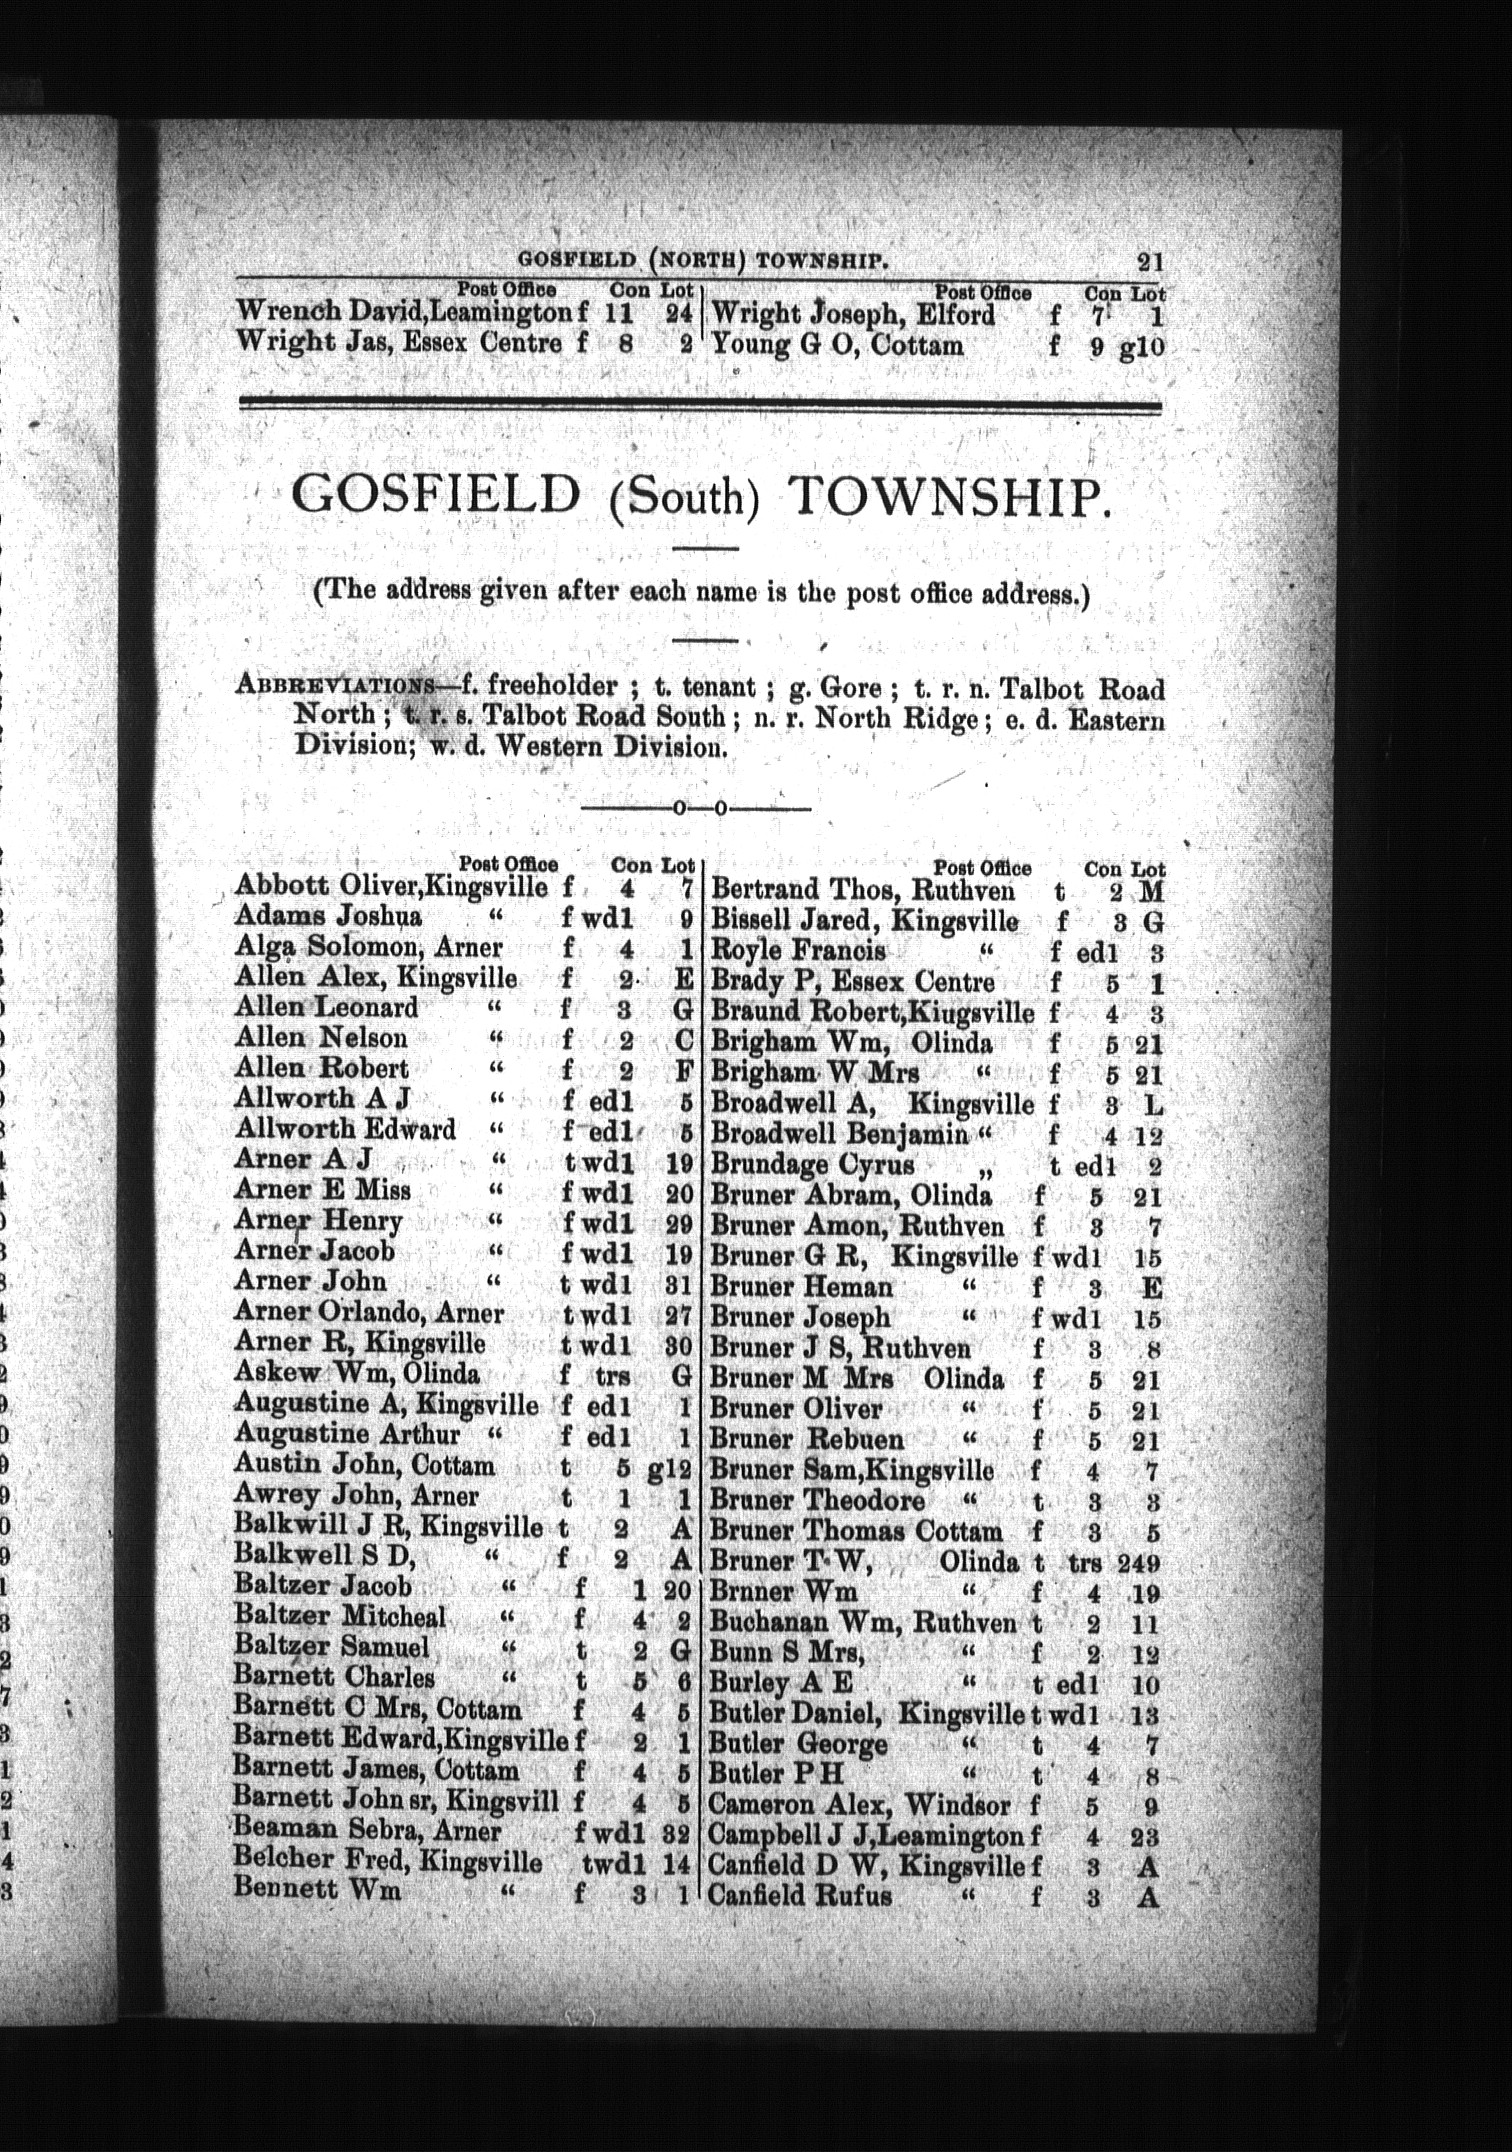 GOSFIELD (NORTH) TOWNSHIP. 21
Post Office Con Lot
Wrench David,Leamington f 11 24
Wright Jas, Essex Centre f 8 2
Post Office Con Lot
Wright Joseph, Elford f 7 1
Young G O, Cottam f 9 g10
GOSFIELD (South) TOWNSHIP.
(The address given after each name is the post office address.)
ABBREVIATIONS—f. freeholder ; t. tenant ; g. Gore ; t. r. n. Talbot Road
North ; t. r. s. Talbot Road South ; n. r. North Ridge ; e. d. Eastern
Division; w. d. Western Division.
o—o
Post Office Con Lot
Abbott Oliver,Kingsville f 4 7
Adams Joshua “ f wd1 9
Alga Solomon, Arner f 4 1
Allen Alex, Kingsville f 2 E
Allen Leonard “ f 3 G
Allen Nelson “ f 2 C
Allen Robert “ f 2 F
Allworth A J “ f ed1 5
Allworth Edward “ f ed1 5
Arner A J “ t wd1 19
Arner E Miss “ f wd1 20
Arner Henry “ f wd1 29
Arner Jacob “ f wd1 19
Arner John “ t wd1 31
Arner Orlando, Arner t wd1 27
Arner R, Kingsville t wd1 30
Askew Wm, Olinda f trs G
Augustine A, Kingsville f ed1 1
Augustine Arthur “ f ed1 1
Austin John, Cottam t 5 g12
Awrey John, Arner t 1 1
Balkwill J R, Kingsville t 2 A
Balkwell S D, “ f 2 A
Baltzer Jacob “ f 1 20
Baltzer Mitcheal “ f 4 2
Baltzer Samuel “ t 2 G
Barnett Charles “ t 5 6
Barnett C Mrs, Cottam f 4 5
Barnett Edward,Kingsville f 2 1
Barnett James, Cottam f 4 5
Barnett John sr, Kingsvill f 4 5
Beaman Sebra, Arner f wd1 32
Belcher Fred, Kingsville twd1 14
Bennett Wm “ f 3 1
Post Office Con Lot
Bertrand Thos, Ruthven t 2 M
Bissell Jared, Kingsville f 3 G
Royle Francis “ f ed1 3
Brady P, Essex Centre f 5 1
Braund Robert,Kiugsville f 4 3
Brigham Wm, Olinda f 5 21
Brigham W Mrs “ f 5 21
Broadwell A, Kingsville f 3 L
Broadwell Benjamin “ f 4 12
Brundage Cyrus „ t ed1 2
Bruner Abram, Olinda f 5 21
Bruner Amon, Ruthven f 3 7
Bruner G R, Kingsville f wd1 15
Bruner Heman “ f 3 E
Bruner Joseph “ f wd1 15
Bruner J S, Ruthven f 3 8
Bruner M Mrs Olinda f 5 21
Bruner Oliver “ f 5 21
Bruner Rebuen “ f 5 21
Bruner Sam,Kingsville f 4 7
Bruner Theodore “ t 3 3
Bruner Thomas Cottam f 3 5
Bruner T W, Olinda t trs 249
Brnner Wm “ f 4 19
Buchanan Wm, Ruthven t 2 11
Bunn S Mrs, “ f 2 12
Burley A E “ t ed1 10
Butler Daniel, Kingsville t wd1 13
Butler George “ t 4 7
Butler P H “ t 4 8
Cameron Alex, Windsor f 5 9
Campbell J J,Leamington f 4 23
Canfield D W, Kingsville f 3 A
Canfield Rufus “ f 3 A